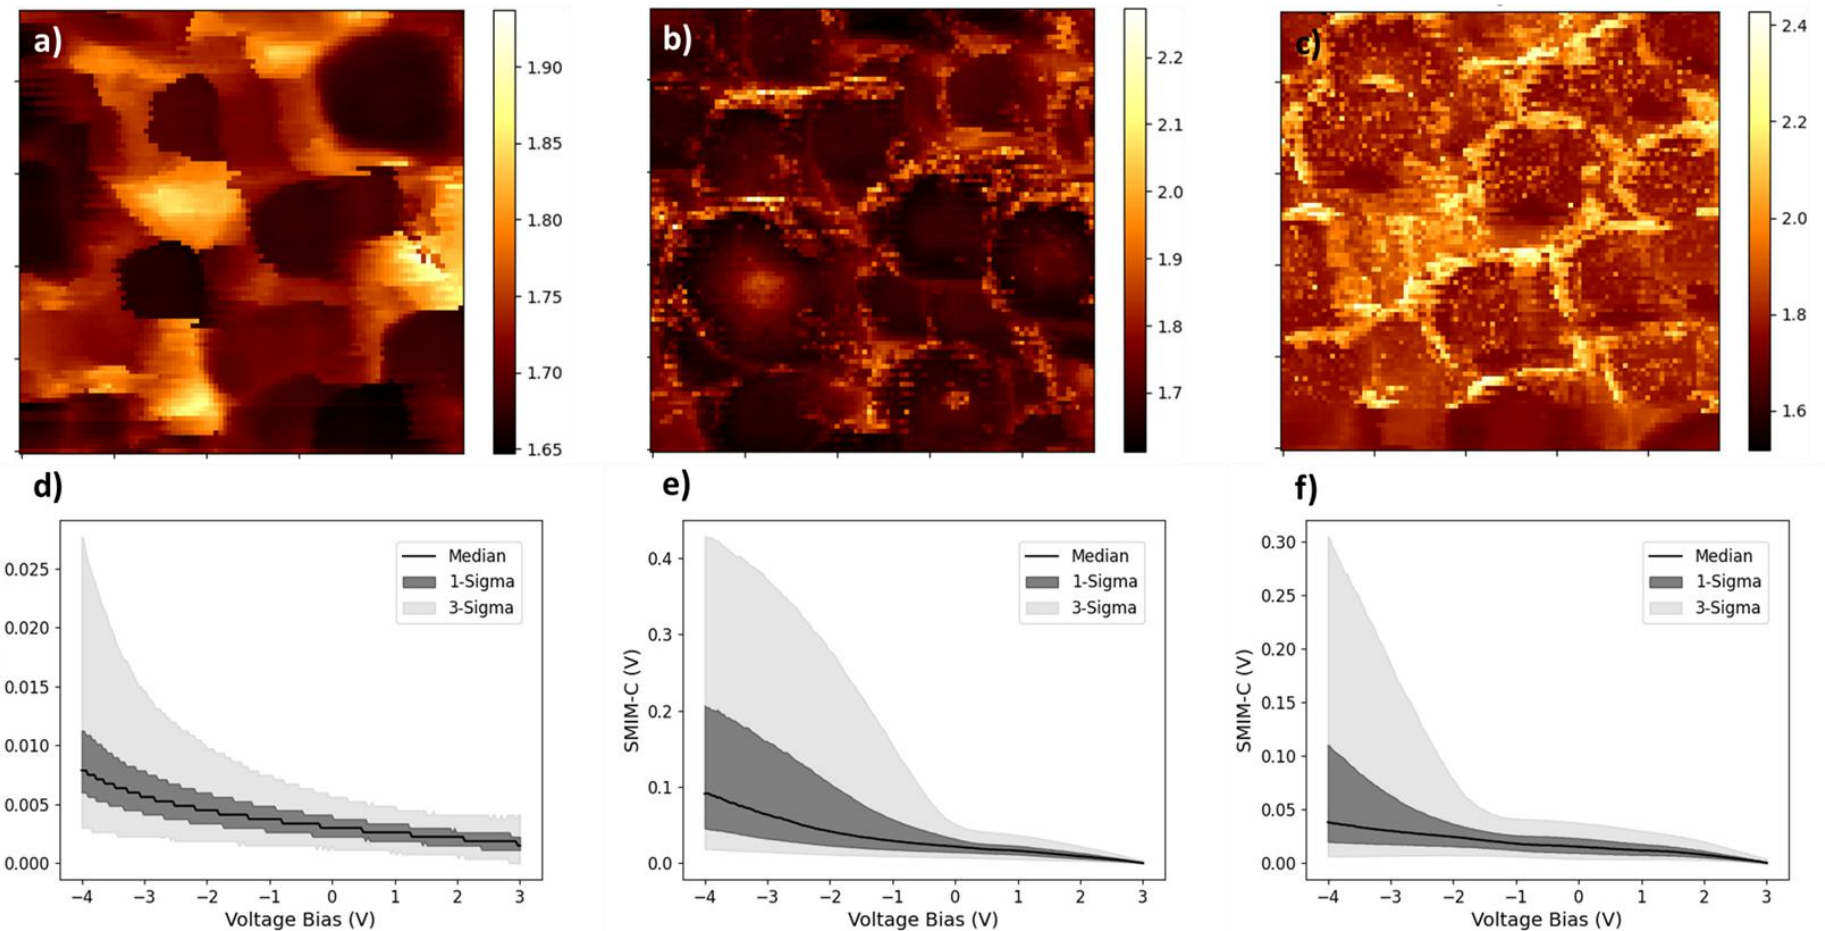 a)
1.90
1.85
1.80
1.75
1.70
1.65
b)
2.2
2.1
2.0
1.9
1.8
1.7
c)
2.4
2.2
2.0
1.8
1.6
d)
0.025
0.020
0.015
0.010
0.005
0.000
Median
1-Sigma
3-Sigma
−4 −3 −2 −1 0 1 2 3
Voltage Bias (V)
e)
SMIM-C (V)
0.4
0.3
0.2
0.1
0.0
Median
1-Sigma
3-Sigma
−4 −3 −2 −1 0 1 2 3
Voltage Bias (V)
f)
SMIM-C (V)
0.30
0.25
0.20
0.15
0.10
0.05
0.00
Median
1-Sigma
3-Sigma
−4 −3 −2 −1 0 1 2 3
Voltage Bias (V)